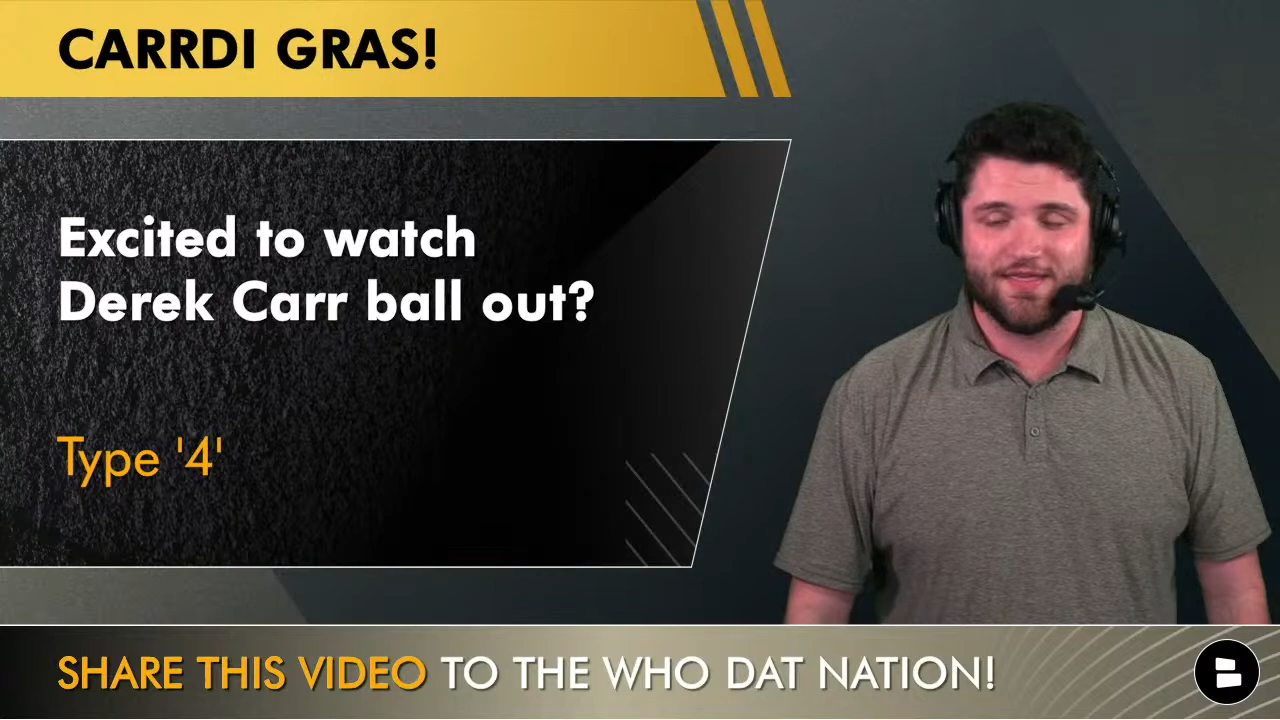 CARRDI GRAS!
Excited to watch
Derek Carr ball out?
Type '4'
SHARE THIS VIDEO TO THE WHO DAT NATION!